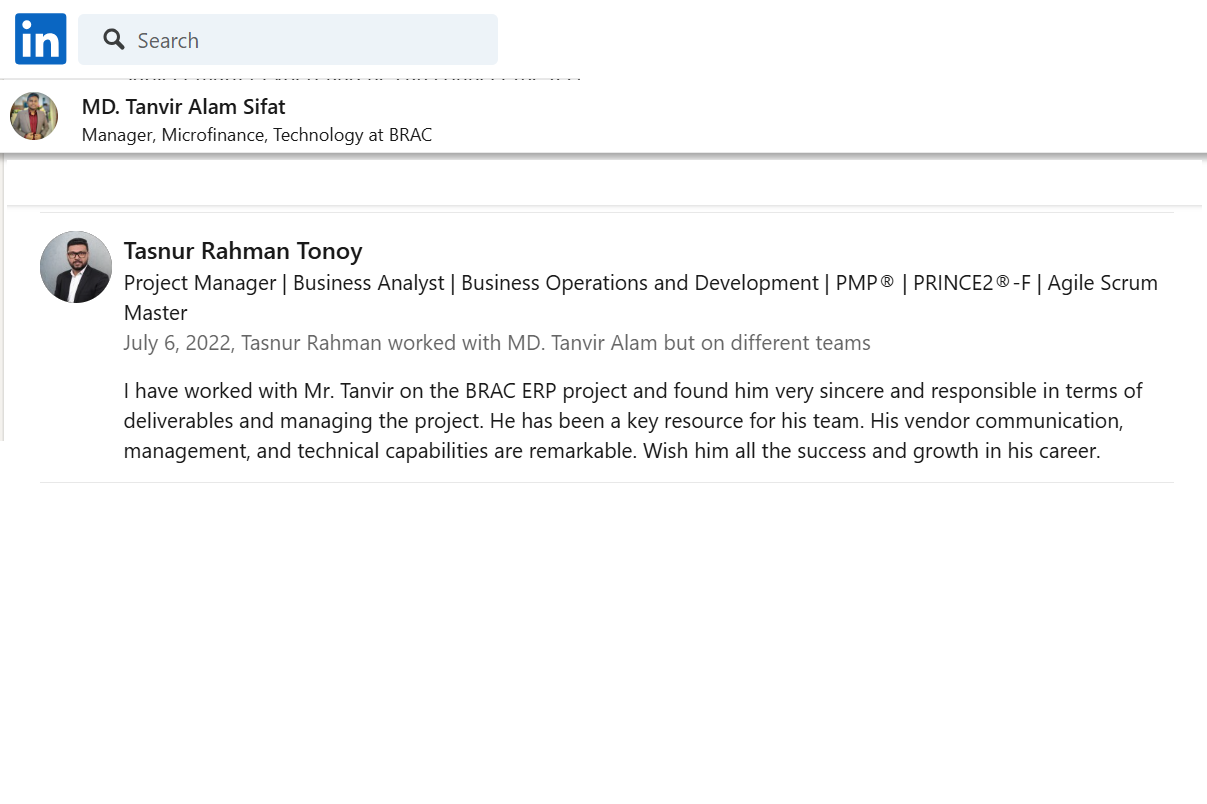 in
Search
MD. Tanvir Alam Sifat
Manager, Microfinance, Technology at BRAC
Tasnur Rahman Tonoy
Project Manager | Business Analyst | Business Operations and Development | PMP® | PRINCE2®-F | Agile Scrum
Master
July 6, 2022, Tasnur Rahman worked with MD. Tanvir Alam but on different teams
I have worked with Mr. Tanvir on the BRAC ERP project and found him very sincere and responsible in terms of
deliverables and managing the project. He has been a key resource for his team. His vendor communication,
management, and technical capabilities are remarkable. Wish him all the success and growth in his career.